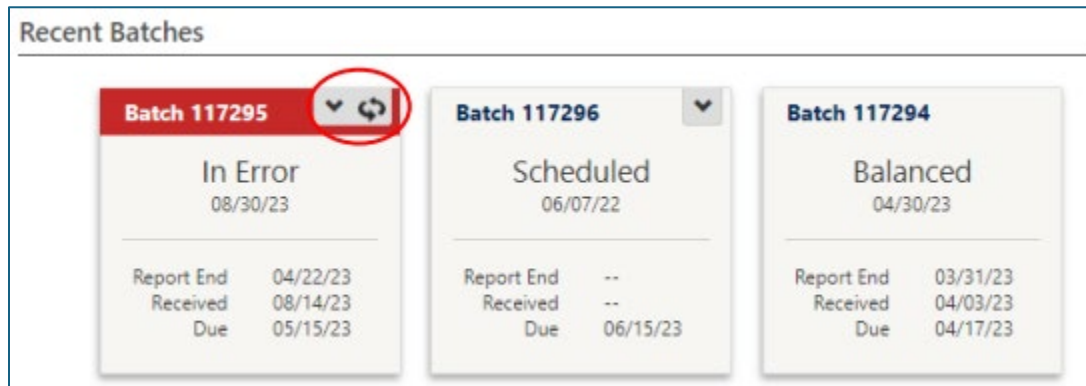 Recent Batches
Batch 117295
In Error
08/30/23
Report End 04/22/23
Received 08/14/23
Due 05/15/23
Batch 117296
Scheduled
06/07/22
Report End --
Received --
Due 06/15/23
Batch 117294
Balanced
04/30/23
Report End 03/31/23
Received 04/03/23
Due 04/17/23